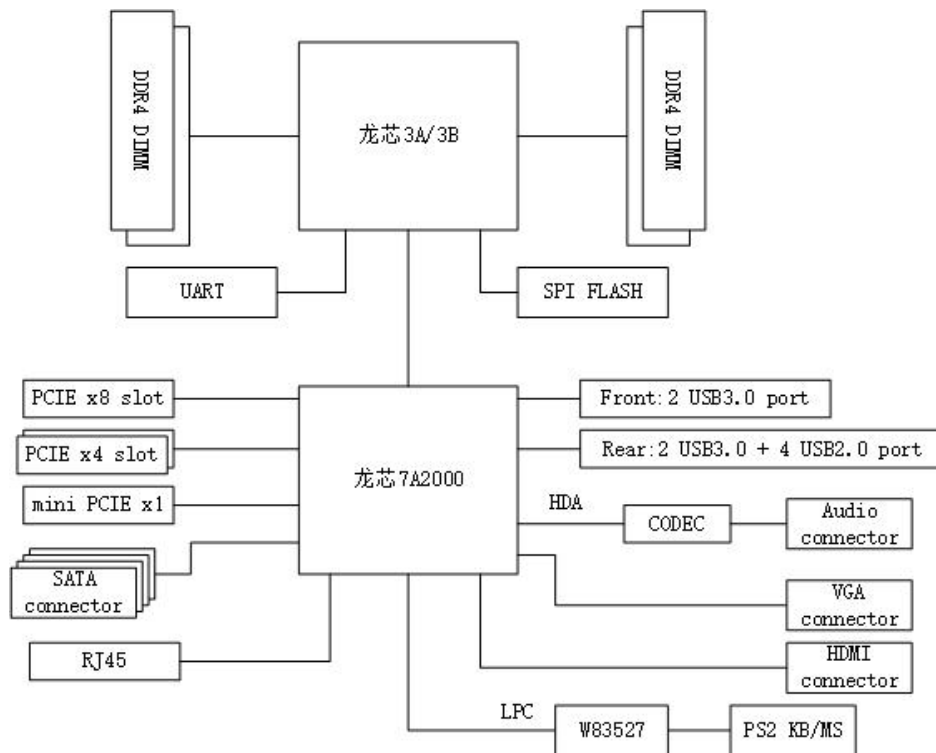 DDR4 DIMM
龙芯3A/3B
DDR4 DIMM
UART
SPI FLASH
PCIE x8 slot
Front:2 USB3.0 port
PCIE x4 slot
Rear:2 USB3.0 + 4 USB2.0 port
龙芯7A2000
mini PCIE x1
HDA
CODEC
Audio
connector
SATA
connector
VGA
connector
RJ45
HDMI
connector
LPC
W83527
PS2 KB/MS